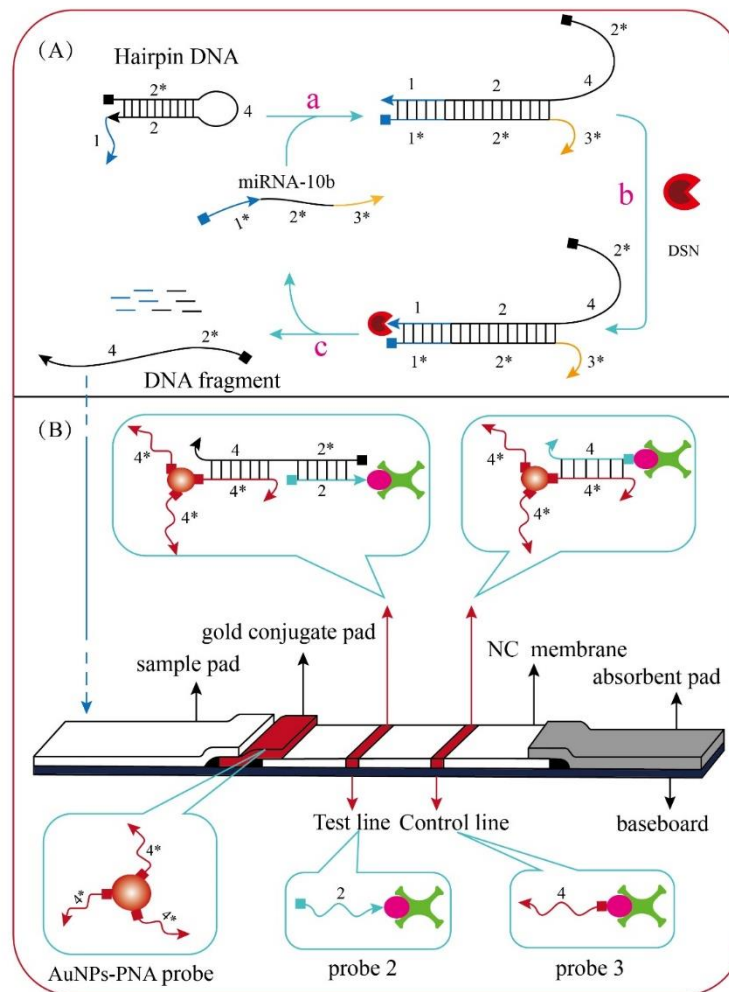 (A)
Hairpin DNA
2*
4
2
1
a
2*
1
2
4
1*
2*
3*
miRNA-10b
1*
2*
3*
b
DSN
2*
1
2
4
1*
2*
3*
c
4
2*
DNA fragment
(B)
4*
4
2*
4*
2
4*
4*
4
4*
4*
gold conjugate pad
sample pad
NC membrane
absorbent pad
Test line
Control line
baseboard
4*
4*
4*
AuNPs-PNA probe
2
probe 2
4
probe 3